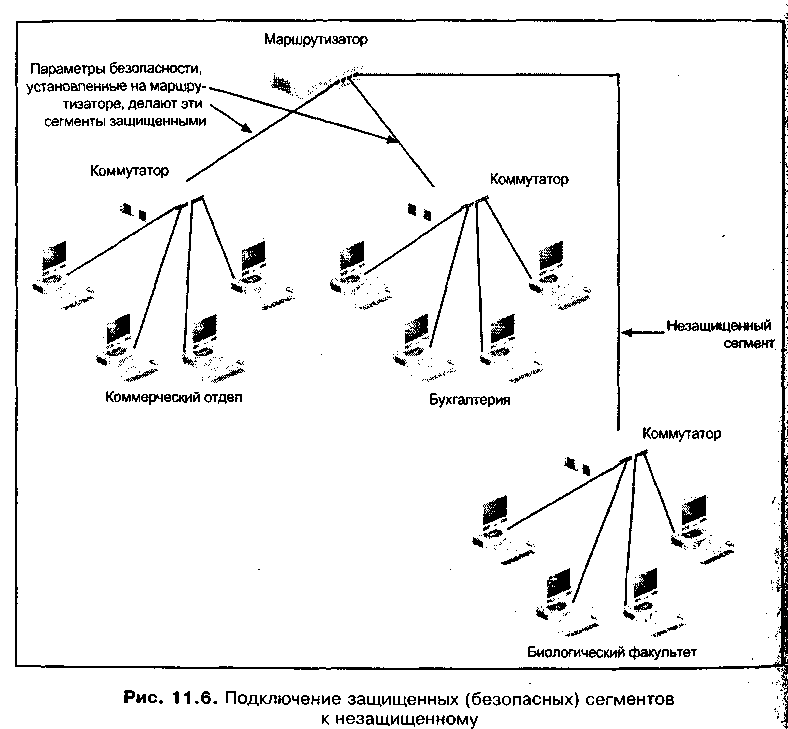 Маршрутизатор
Параметры безопасности,
установленные на маршру-
тизаторе, делают эти
сегменты защищенными
Коммутатор
Коммутатор
Незащищенный
сегмент
Коммерческий отдел
Бухгалтерия
Коммутатор
Биологический факультет
Рис. 11.6. Подключение защищенных (безопасных) сегментов
к незащищенному